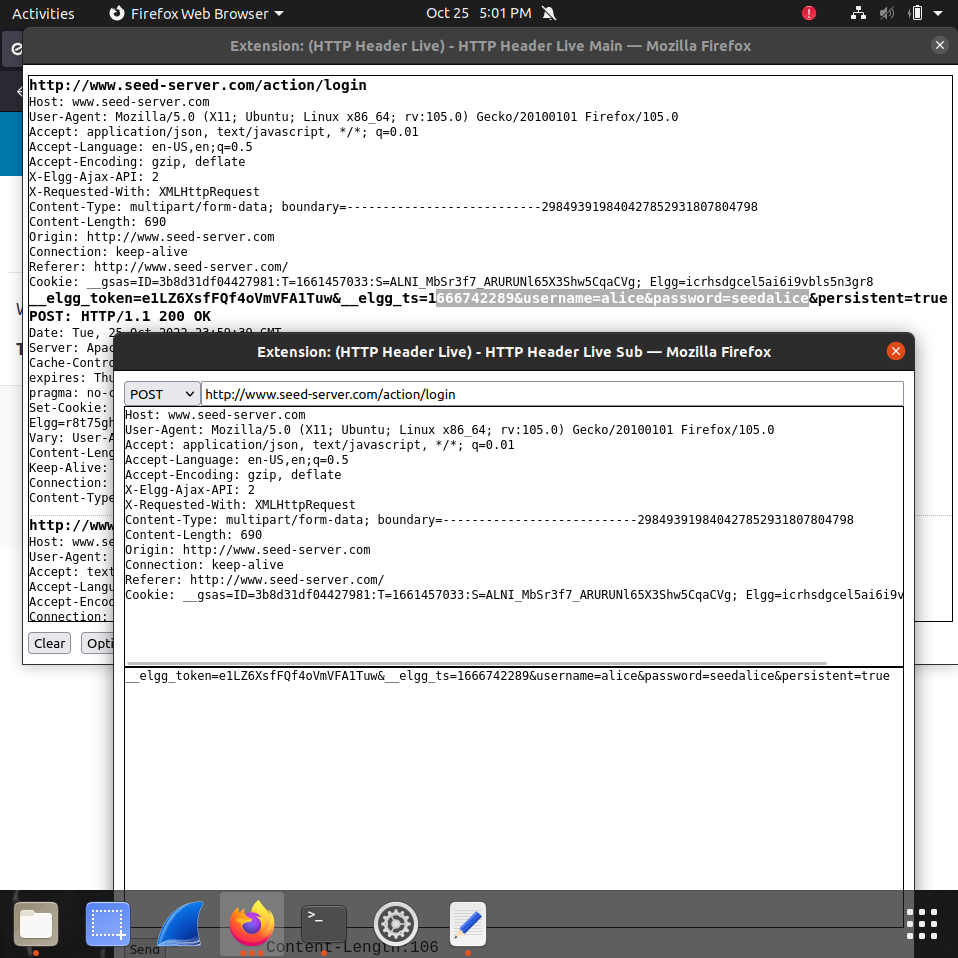 Activities
Firefox Web Browser
Oct 25 5:01 PM
Extension: (HTTP Header Live) - HTTP Header Live Main — Mozilla Firefox
http://www.seed-server.com/action/login
Host: www.seed-server.com
User-Agent: Mozilla/5.0 (X11; Ubuntu; Linux x86_64; rv:105.0) Gecko/20100101 Firefox/105.0
Accept: application/json, text/javascript, */*; q=0.01
Accept-Language: en-US,en;q=0.5
Accept-Encoding: gzip, deflate
X-Elgg-Ajax-API: 2
X-Requested-With: XMLHttpRequest
Content-Type: multipart/form-data; boundary=---------------------------298493919840427852931807804798
Content-Length: 690
Origin: http://www.seed-server.com
Connection: keep-alive
Referer: http://www.seed-server.com/
Cookie: __gsas=ID=3b8d31df04427981:T=1661457033:S=ALNI_MbSr3f7_ARURUNl65X3Shw5CqaCVg; Elgg=icrhsdgcel5ai6i9vbls5n3gr8
__elgg_token=e1LZ6XsfFQf4oVmVFA1Tuw&__elgg_ts=1666742289&username=alice&password=seedalice&persistent=true
POST: HTTP/1.1 200 OK
Date: Tue, 25 Oct 2022 23:59:39 GMT
Server: Apac
Cache-Contro
expires: Thu
pragma: no-c
Set-Cookie:
Elgg=r8t75gh
Vary: User-A
Content-Leng
Keep-Alive:
Connection:
Content-Type
http://www
Host: www.se
User-Agent:
Accept: text
Accept-Langu
Accept-Encod
Connection:
Clear
Opti
Extension: (HTTP Header Live) - HTTP Header Live Sub — Mozilla Firefox
POST
http://www.seed-server.com/action/login
Host: www.seed-server.com
User-Agent: Mozilla/5.0 (X11; Ubuntu; Linux x86_64; rv:105.0) Gecko/20100101 Firefox/105.0
Accept: application/json, text/javascript, */*; q=0.01
Accept-Language: en-US,en;q=0.5
Accept-Encoding: gzip, deflate
X-Elgg-Ajax-API: 2
X-Requested-With: XMLHttpRequest
Content-Type: multipart/form-data; boundary=---------------------------298493919840427852931807804798
Content-Length: 690
Origin: http://www.seed-server.com
Connection: keep-alive
Referer: http://www.seed-server.com/
Cookie: __gsas=ID=3b8d31df04427981:T=1661457033:S=ALNI_MbSr3f7_ARURUNl65X3Shw5CqaCVg; Elgg=icrhsdgcel5ai6i9v
__elgg_token=e1LZ6XsfFQf4oVmVFA1Tuw&__elgg_ts=1666742289&username=alice&password=seedalice&persistent=true
Send
Content-Length:106